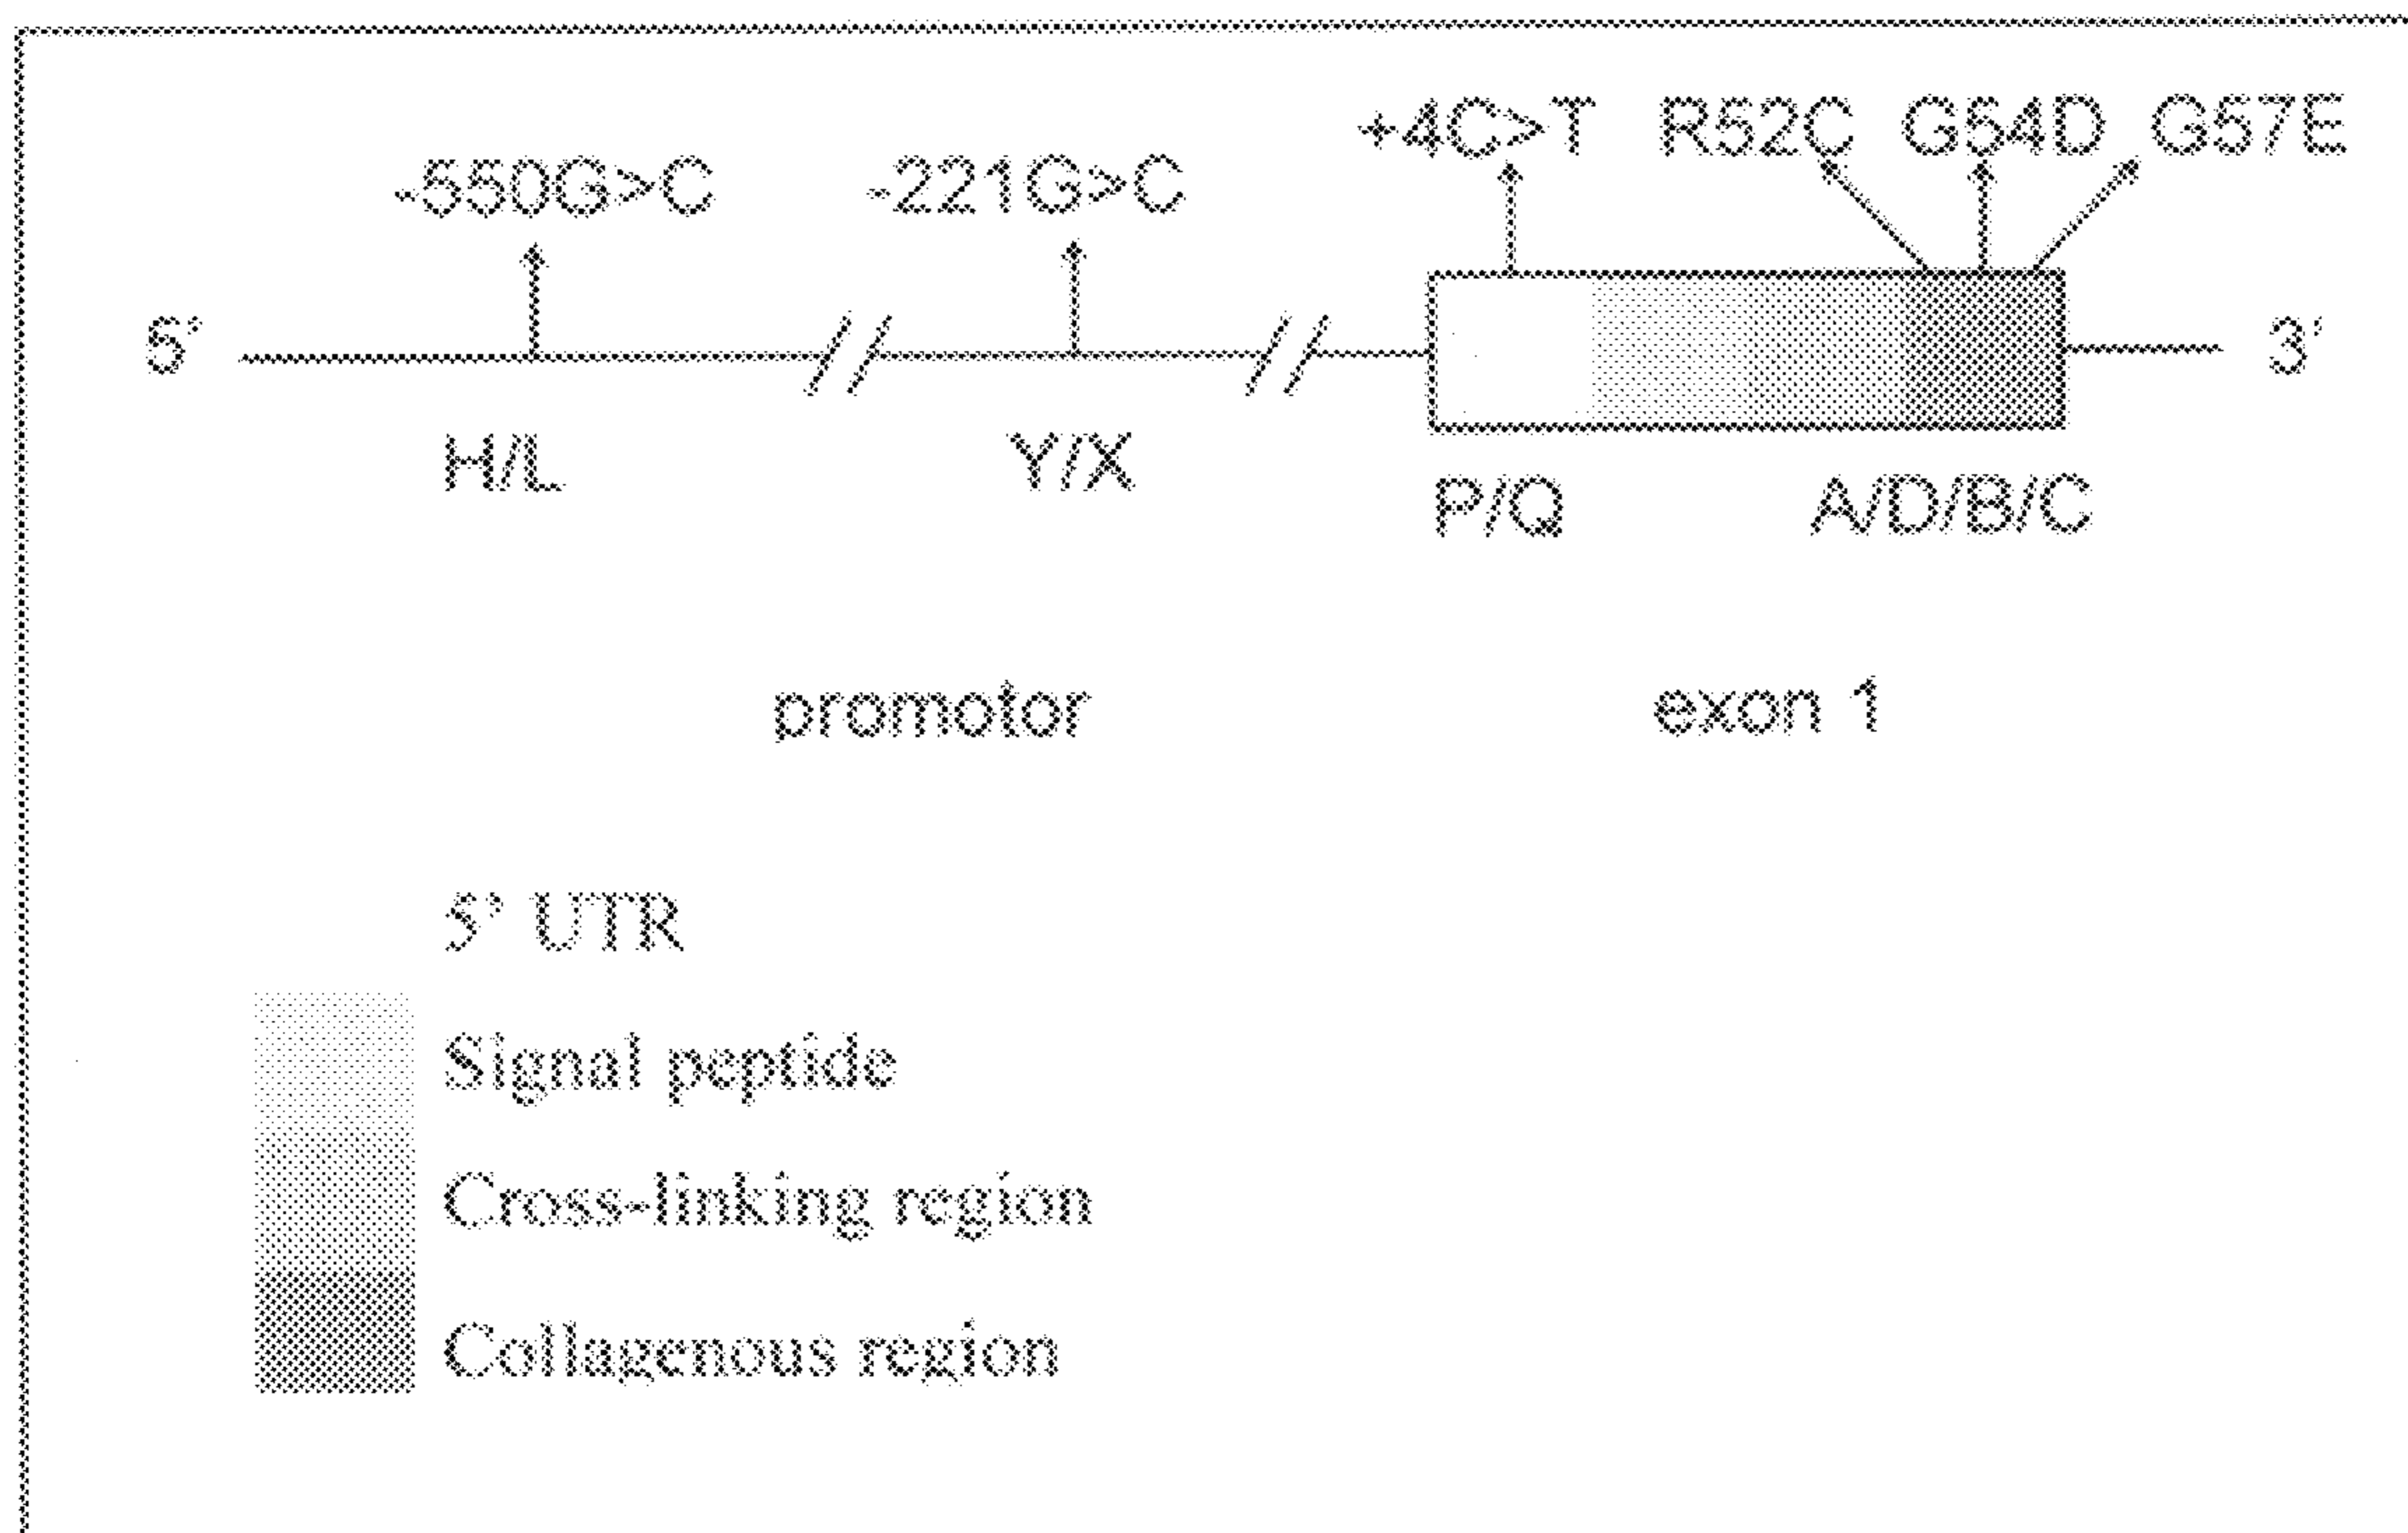 +4C>T R52C G54D G57E
-550G>C -221G>C
5' 3'
H/L Y/X
P/Q A/D/B/C
promotor exon 1
5' UTR
Signal peptide
Cross-linking region
Collagenous region